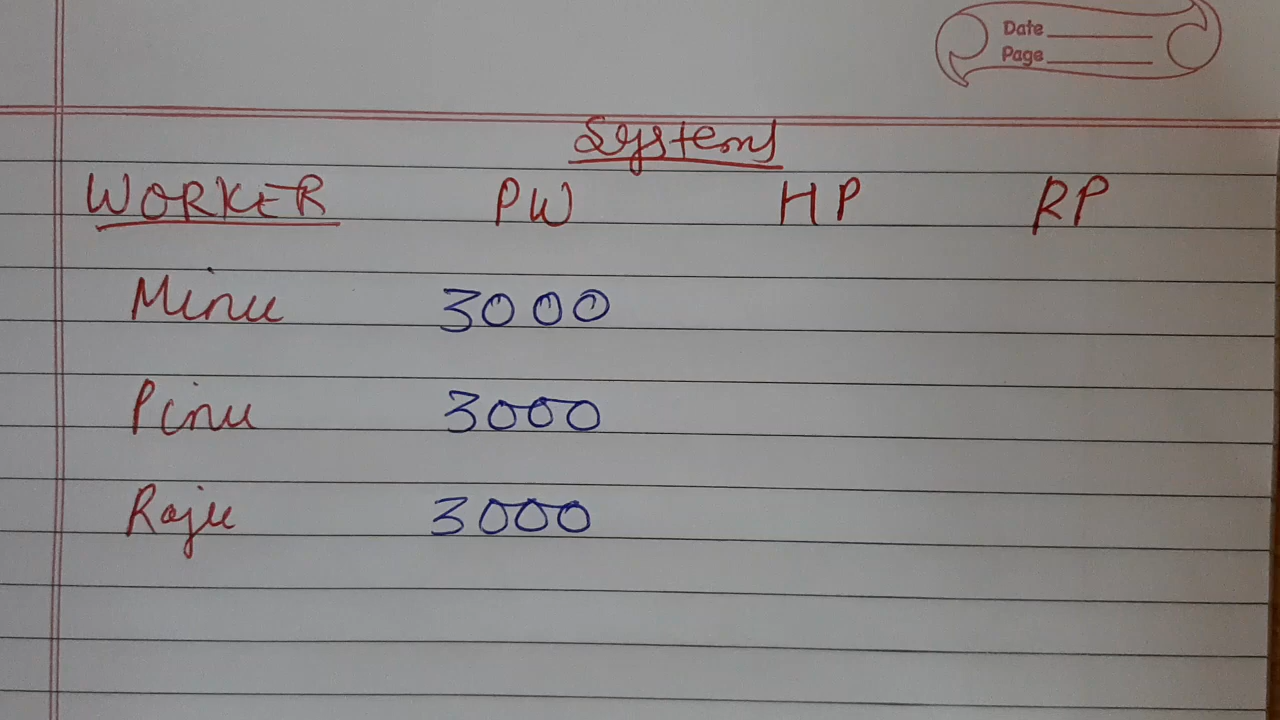 Date
Page
Systems
WORKER PW HP RP
Minu 3000
Pinu 3000
Raju 3000